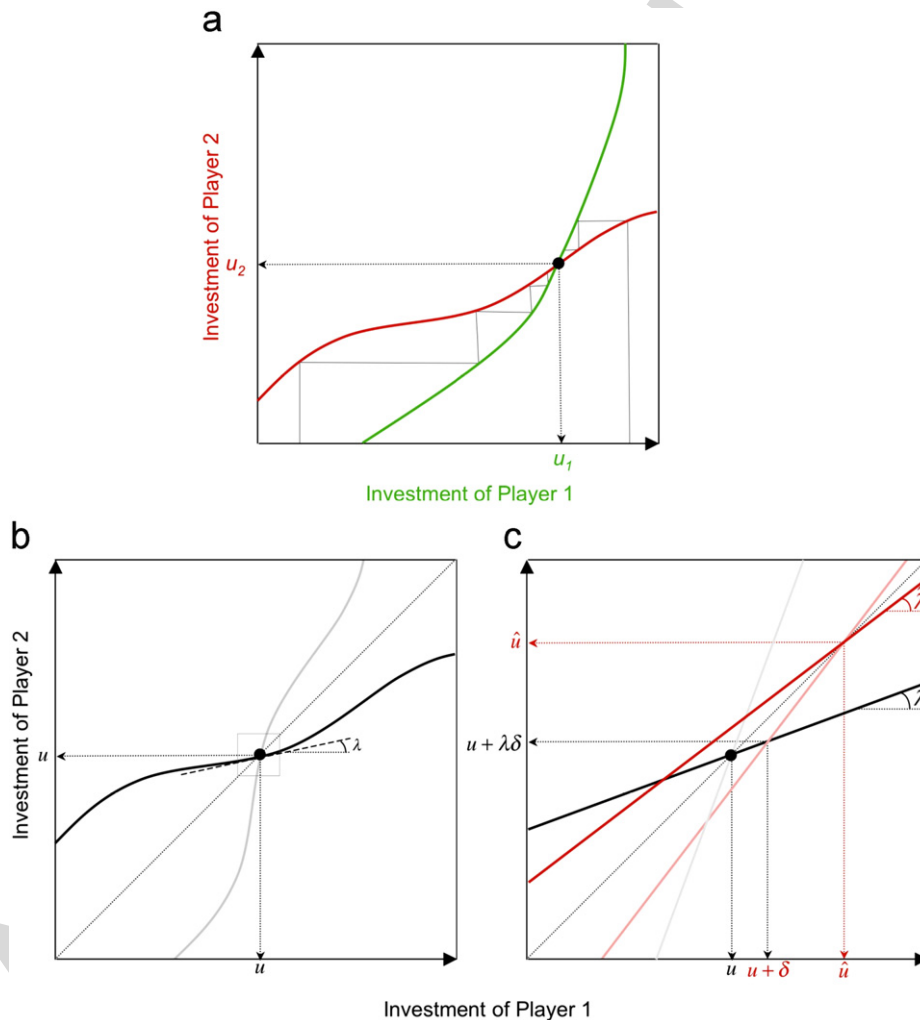 a
Investment of Player 2
u₂
u₁
Investment of Player 1
b
Investment of Player 2
u
λ
u
c
û
λ
u + λδ
λ
u
u + δ
û
Investment of Player 1